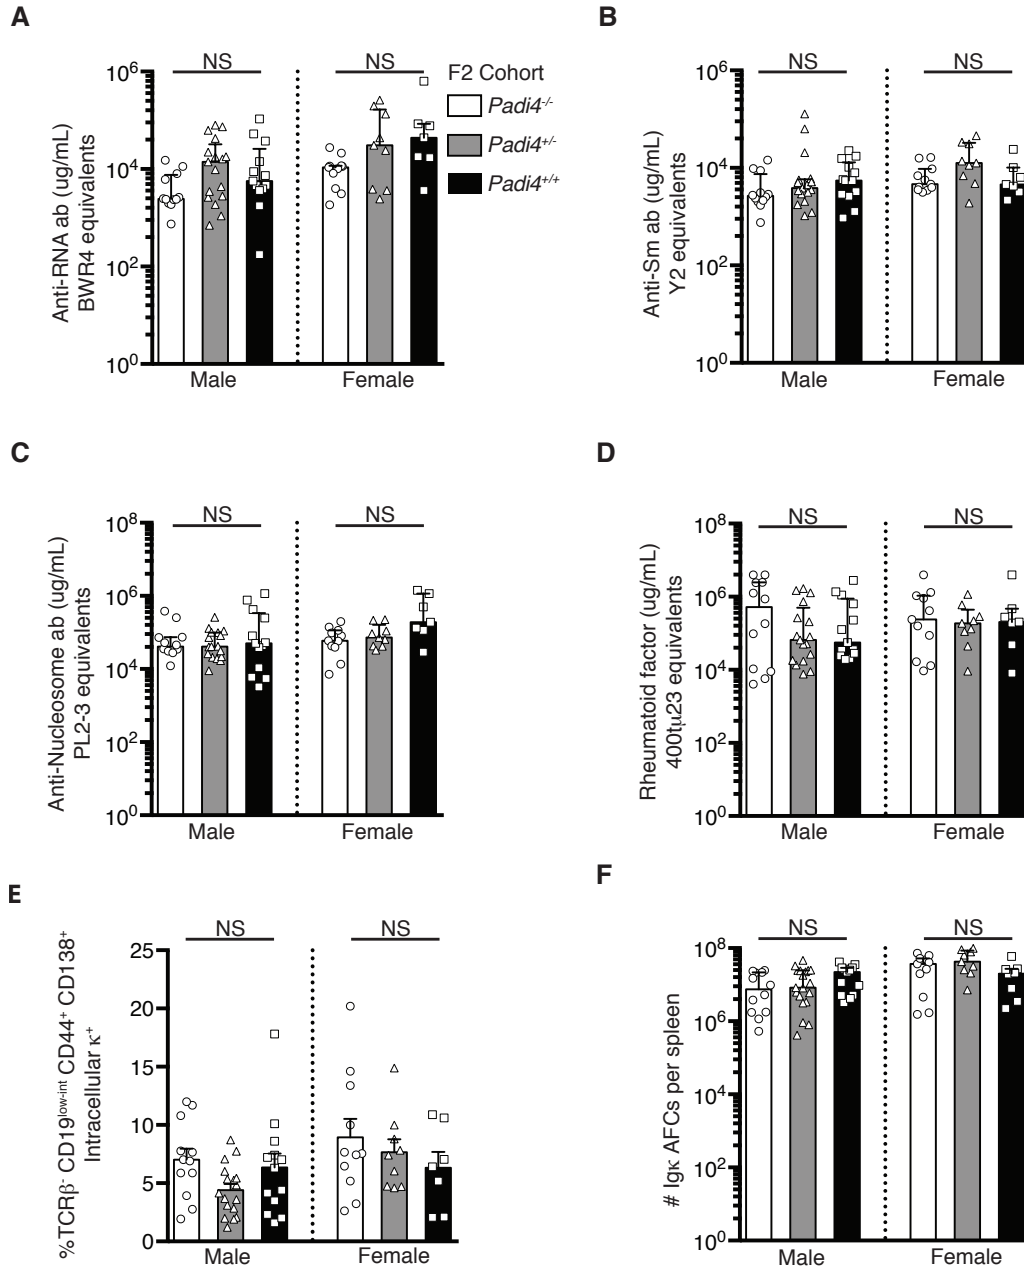 A
Anti-RNA ab (ug/mL)
BWR4 equivalents
10⁶
10⁴
10²
10⁰
NS
NS
Male
Female
F2 Cohort
Padi4⁻/⁻
Padi4⁺/⁻
Padi4⁺/⁺
B
Anti-Sm ab (ug/mL)
Y2 equivalents
10⁶
10⁴
10²
10⁰
NS
NS
Male
Female
C
Anti-Nucleosome ab (ug/mL)
PL2-3 equivalents
10⁸
10⁶
10⁴
10²
10⁰
NS
NS
Male
Female
D
Rheumatoid factor (ug/mL)
400tμ23 equivalents
10⁸
10⁶
10⁴
10²
10⁰
NS
NS
Male
Female
E
%TCRβ⁻ CD19ˡᵒʷ⁻ⁱⁿᵗ CD44⁺ CD138⁺
Intracellular κ⁺
25
20
15
10
5
0
NS
NS
Male
Female
F
# Igκ AFCs per spleen
10⁸
10⁶
10⁴
10²
10⁰
NS
NS
Male
Female